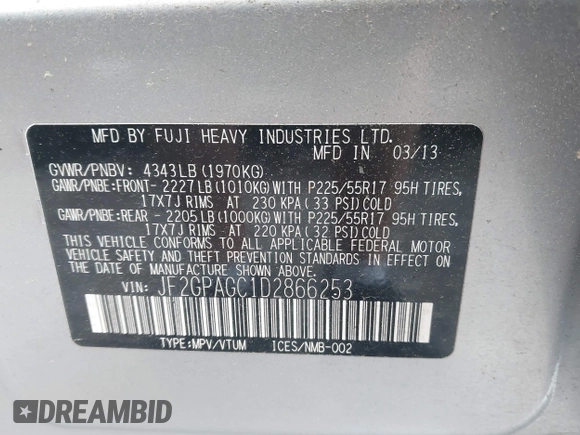 MFD BY FUJI HEAVY INDUSTRIES LTD.
MFD IN 03/13
GVWR/PNBV: 4343LB(1970KG)
GAWR/PNBE:FRONT-2227LB(1010KG)WITH P225/55R17 95H TIRES,
17X7J RIMS AT 230 KPA(33 PSI)COLD
GAWR/PNBE:REAR -2205LB(1000KG)WITH P225/55R17 95H TIRES,
17X7J RIMS AT 220 KPA(32 PSI)COLD
THIS VEHICLE CONFORMS TO ALL APPLICABLE FEDERAL MOTOR
VEHICLE SAFETY AND THEFT PREVENTION STANDARDS IN EFFECT
ON THE DATE OF MANUFACTURE SHOWN ABOVE.
VIN: JF2GPAGC1D2866253
TYPE:MPV/VTUM ICES/NMB-002
DREAMBID